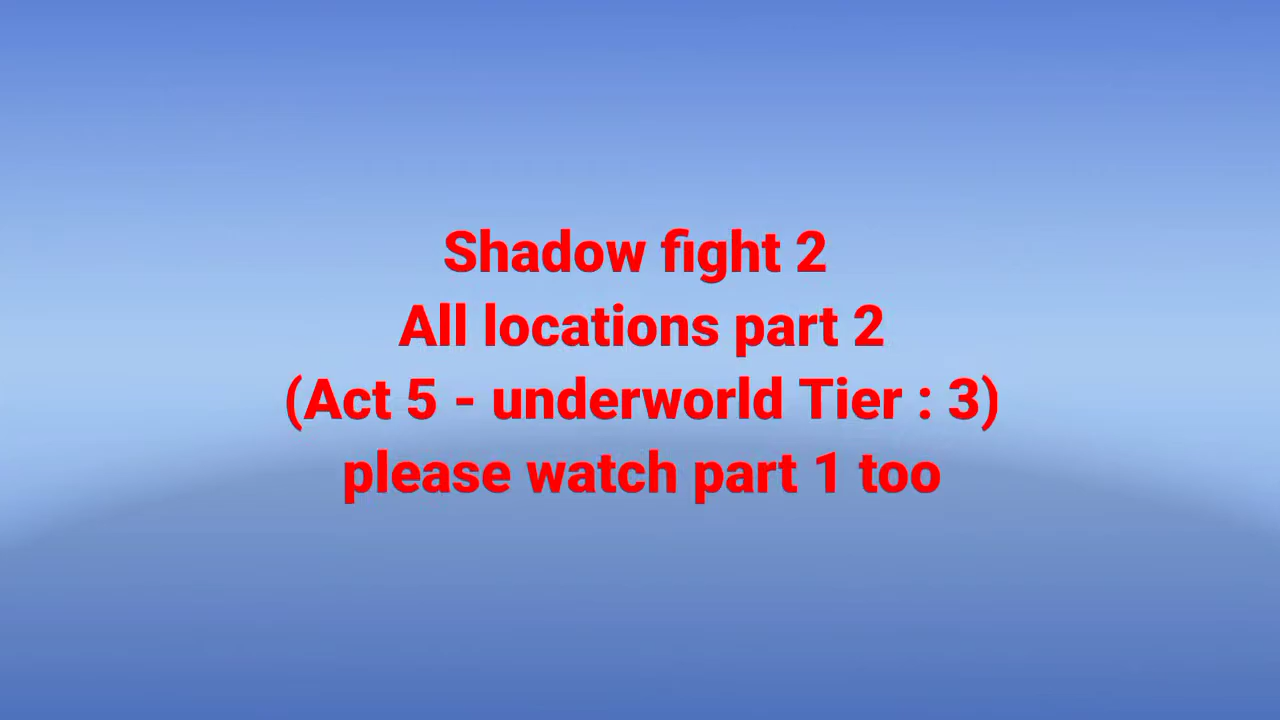 Shadow fight 2
All locations part 2
(Act 5 - underworld Tier : 3)
please watch part 1 too